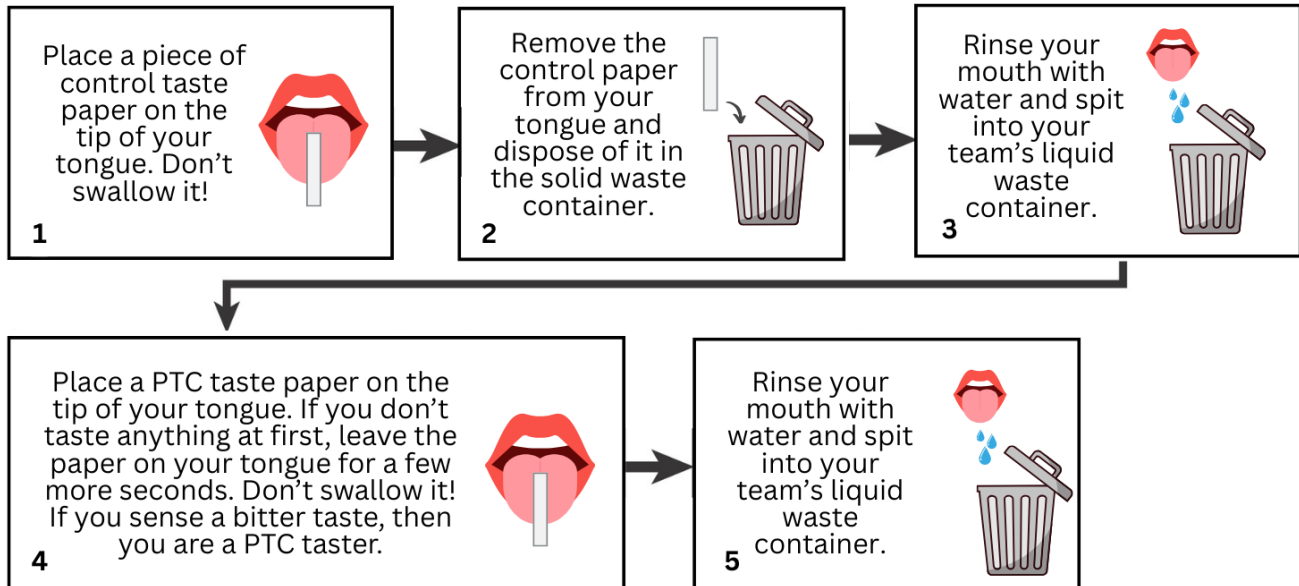 Place a piece of
control taste
paper on the
tip of your
tongue. Don’t
swallow it!
1
Remove the
control paper
from your
tongue and
dispose of it in
the solid waste
container.
2
Rinse your
mouth with
water and spit
into your
team’s liquid
waste
container.
3
Place a PTC taste paper on the
tip of your tongue. If you don’t
taste anything at first, leave the
paper on your tongue for a few
more seconds. Don’t swallow it!
If you sense a bitter taste, then
you are a PTC taster.
4
Rinse your
mouth with
water and spit
into your
team’s liquid
waste
container.
5